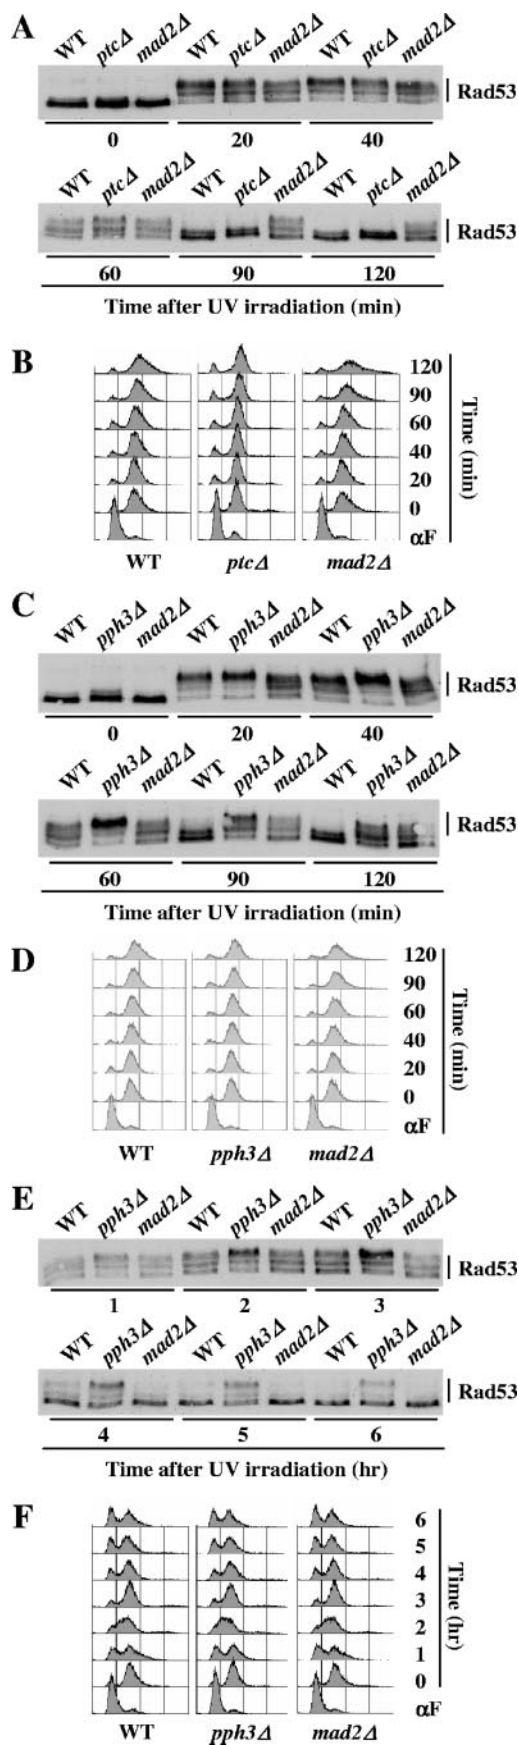 A
WT ptcΔ mad2Δ WT ptcΔ mad2Δ WT ptcΔ mad2Δ
Rad53
0 20 40
WT ptcΔ mad2Δ WT ptcΔ mad2Δ WT ptcΔ mad2Δ
Rad53
60 90 120
Time after UV irradiation (min)
B
120
90
60
40
20
0
αF
Time (min)
WT ptcΔ mad2Δ
C
WT pph3Δ mad2Δ WT pph3Δ mad2Δ WT pph3Δ mad2Δ
Rad53
0 20 40
WT pph3Δ mad2Δ WT pph3Δ mad2Δ WT pph3Δ mad2Δ
Rad53
60 90 120
Time after UV irradiation (min)
D
120
90
60
40
20
0
αF
Time (min)
WT pph3Δ mad2Δ
E
WT pph3Δ mad2Δ WT pph3Δ mad2Δ WT pph3Δ mad2Δ
Rad53
1 2 3
WT pph3Δ mad2Δ WT pph3Δ mad2Δ WT pph3Δ mad2Δ
Rad53
4 5 6
Time after UV irradiation (hr)
F
6
5
4
3
2
1
0
αF
Time (hr)
WT pph3Δ mad2Δ